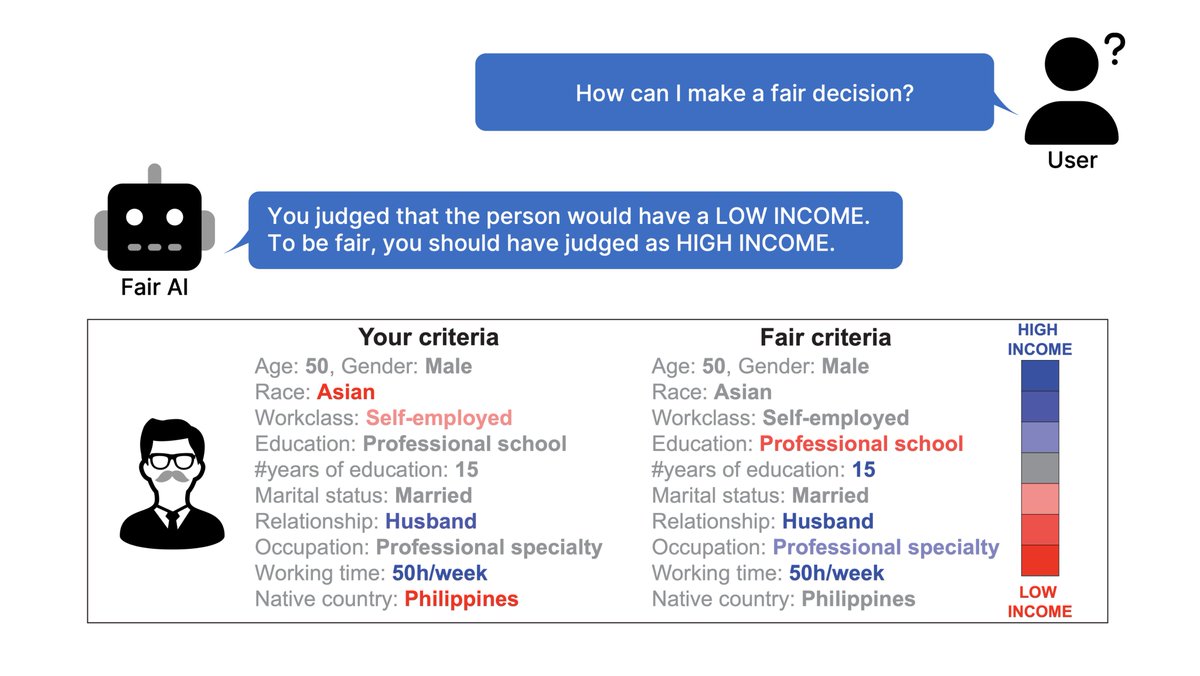 How can I make a fair decision?
?
User
You judged that the person would have a LOW INCOME.
To be fair, you should have judged as HIGH INCOME.
Fair AI
Your criteria
Age: 50, Gender: Male
Race: Asian
Workclass: Self-employed
Education: Professional school
#years of education: 15
Marital status: Married
Relationship: Husband
Occupation: Professional specialty
Working time: 50h/week
Native country: Philippines
Fair criteria
Age: 50, Gender: Male
Race: Asian
Workclass: Self-employed
Education: Professional school
#years of education: 15
Marital status: Married
Relationship: Husband
Occupation: Professional specialty
Working time: 50h/week
Native country: Philippines
HIGH
INCOME
LOW
INCOME